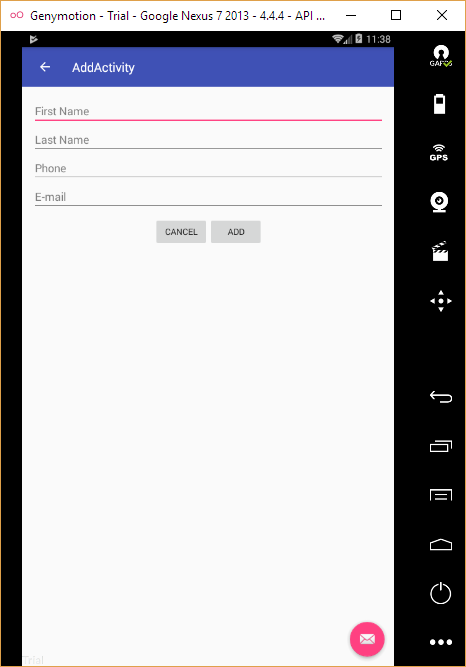 Genymotion - Trial - Google Nexus 7 2013 - 4.4.4 - API ...
11:38
AddActivity
First Name
Last Name
Phone
E-mail
CANCEL
ADD
GAPPS
GPS
Trial